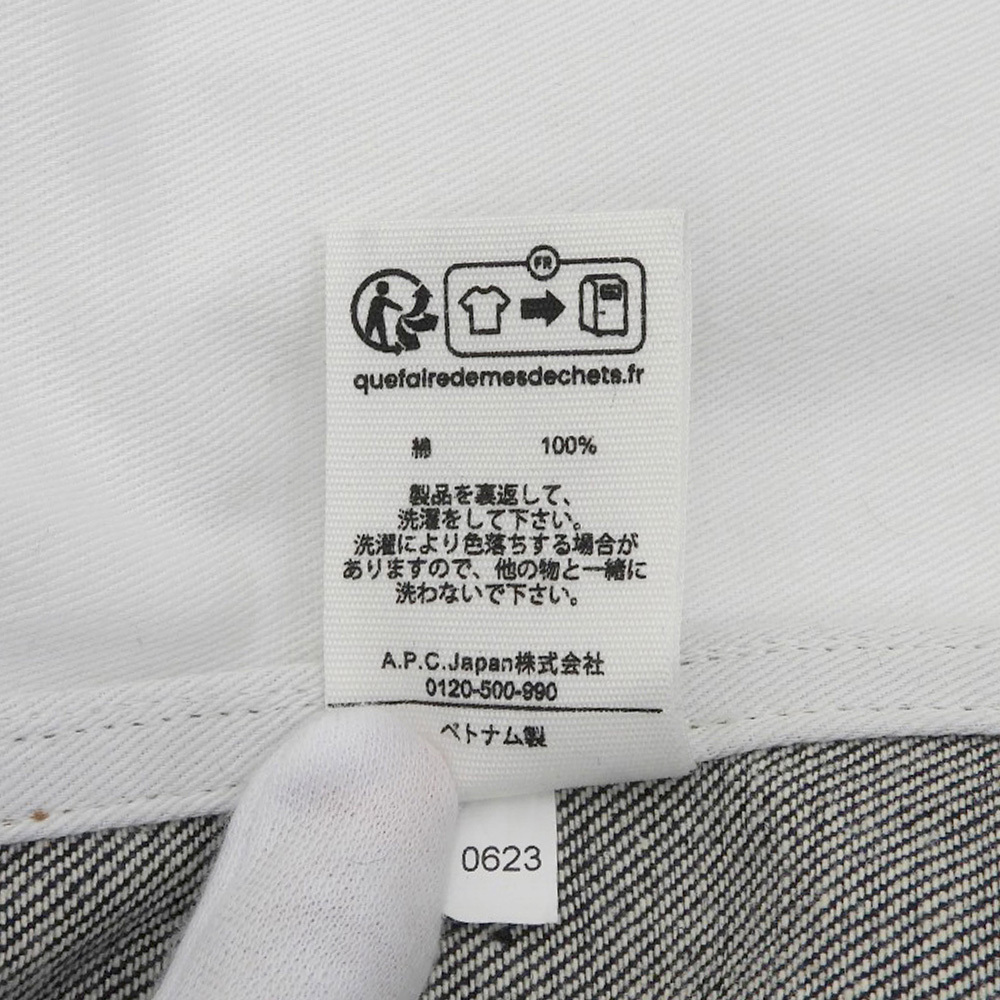 FR
quefairedemesdechets.fr
綿 100%
製品を裏返して、
洗濯をして下さい。
洗濯により色落ちする場合が
ありますので、他の物と一緒に
洗わないで下さい。
A.P.C.Japan株式会社
0120-500-990
ベトナム製
0623